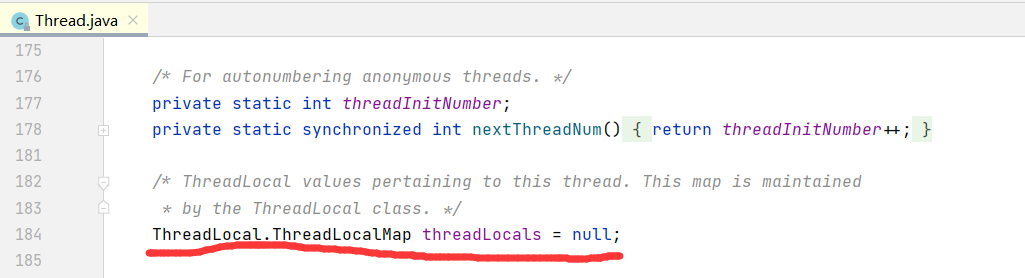 Thread.java
175
176 /* For autonumbering anonymous threads. */
177 private static int threadInitNumber;
178 private static synchronized int nextThreadNum() { return threadInitNumber++; }
181
182 /* ThreadLocal values pertaining to this thread. This map is maintained
183 * by the ThreadLocal class. */
184 ThreadLocal.ThreadLocalMap threadLocals = null;
185